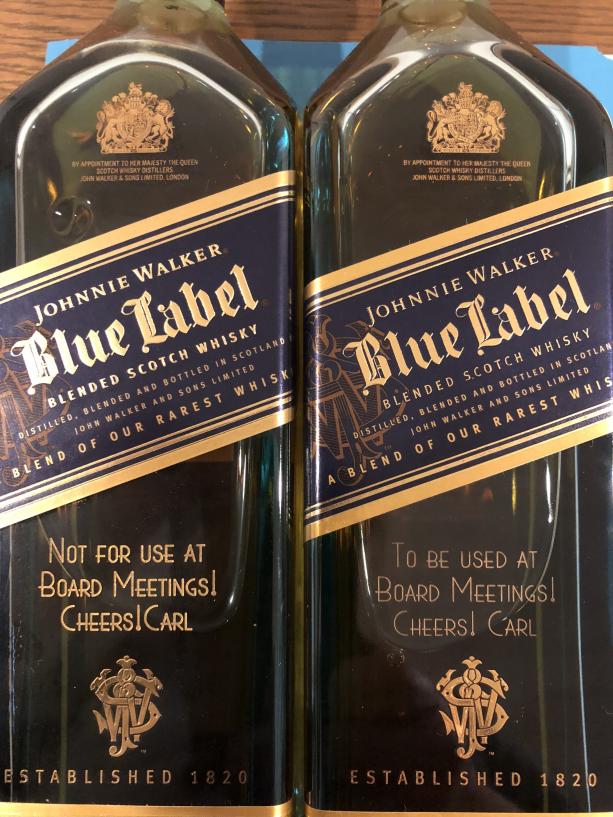 BY APPOINTMENT TO HER MAJESTY THE QUEEN
SCOTCH WHISKY DISTILLERS
JOHN WALKER & SONS LIMITED, LONDON
JOHNNIE WALKER
Blue Label
BLENDED SCOTCH WHISKY
DISTILLED, BLENDED AND BOTTLED IN SCOTLAND
JOHN WALKER AND SONS LIMITED
BLEND OF OUR RAREST WHISK
NOT FOR USE AT
BOARD MEETINGS!
CHEERS!CARL
ESTABLISHED 1820
BY APPOINTMENT TO HER MAJESTY THE QUEEN
SCOTCH WHISKY DISTILLERS
JOHN WALKER & SONS LIMITED, LONDON
JOHNNIE WALKER
Blue Label
BLENDED SCOTCH WHISKY
DISTILLED, BLENDED AND BOTTLED IN SCOTLAN
JOHN WALKER AND SONS LIMITED
A BLEND OF OUR RAREST WHIS
TO BE USED AT
BOARD MEETINGS!
CHEERS! CARL
ESTABLISHED 1820